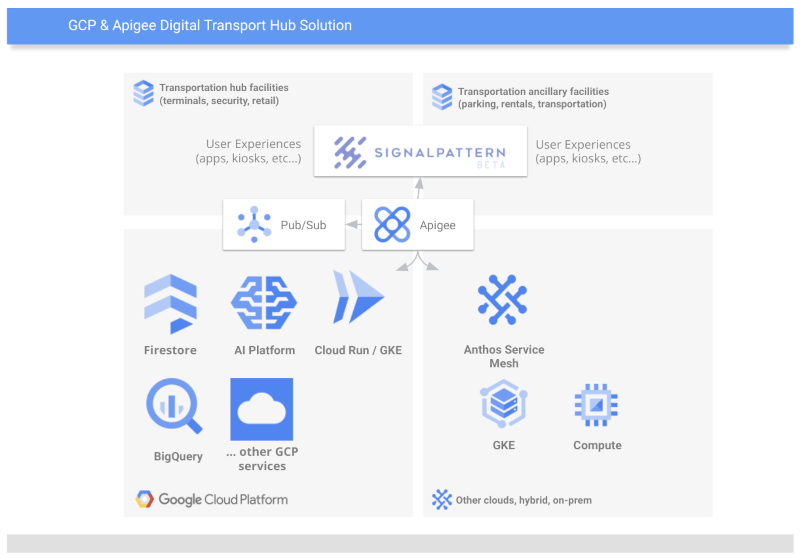 GCP & Apigee Digital Transport Hub Solution
Transportation hub facilities
(terminals, security, retail)
Transportation ancillary facilities
(parking, rentals, transportation)
User Experiences
(apps, kiosks, etc...)
SIGNALPATTERN
BETA
User Experiences
(apps, kiosks, etc...)
Pub/Sub
Apigee
Firestore
AI Platform
Cloud Run / GKE
Anthos Service
Mesh
BigQuery
... other GCP
services
GKE
Compute
Google Cloud Platform
Other clouds, hybrid, on-prem